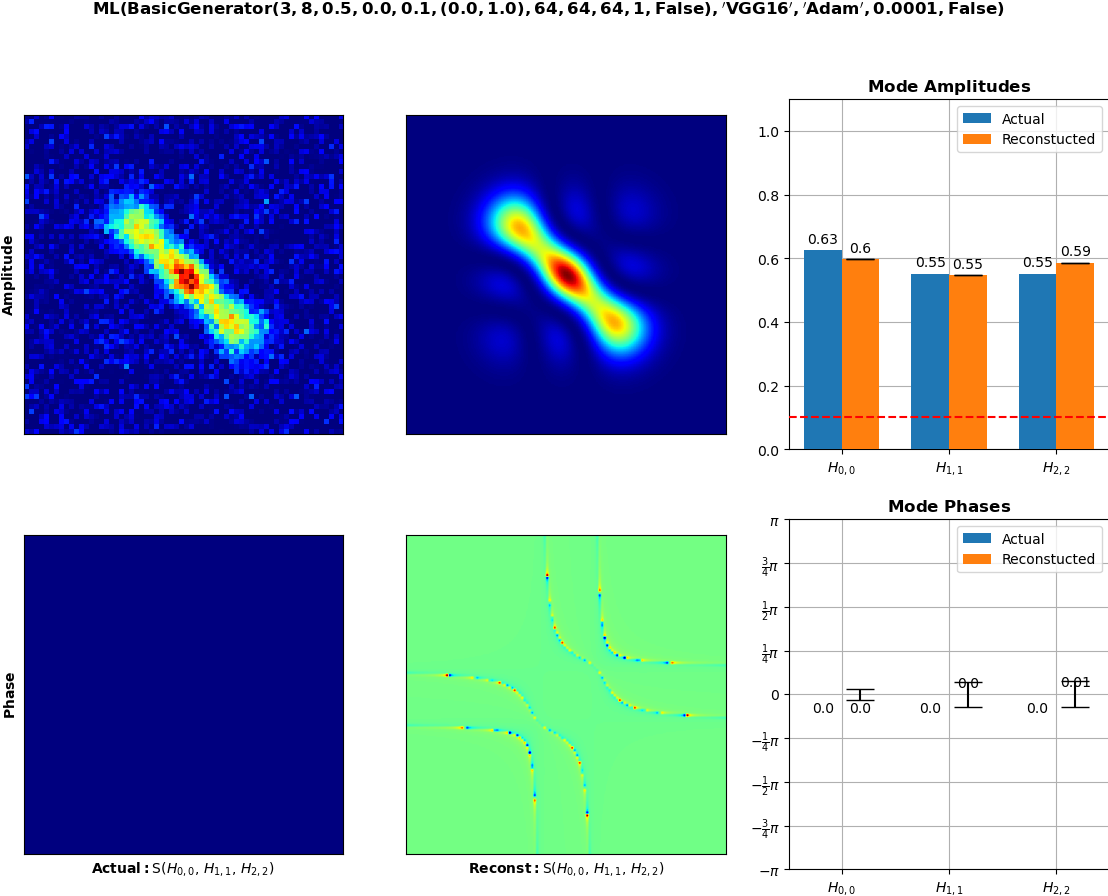 ML(BasicGenerator(3, 8, 0.5, 0.0, 0.1, (0.0, 1.0), 64, 64, 64, 1, False), ′VGG16′, ′Adam′, 0.0001, False)
Amplitude
Mode Amplitudes
Actual
Reconstucted
1.0
0.8
0.6
0.4
0.2
0.0
0.63
0.6
0.55
0.55
0.55
0.59
H0,0
H1,1
H2,2
Phase
Actual: S(H0,0, H1,1, H2,2)
Reconst: S(H0,0, H1,1, H2,2)
Mode Phases
Actual
Reconstucted
π
3/4π
1/2π
1/4π
0
−1/4π
−1/2π
−3/4π
−π
0.0
0.0
0.0
0.0
0.0
0.01
H0,0
H1,1
H2,2